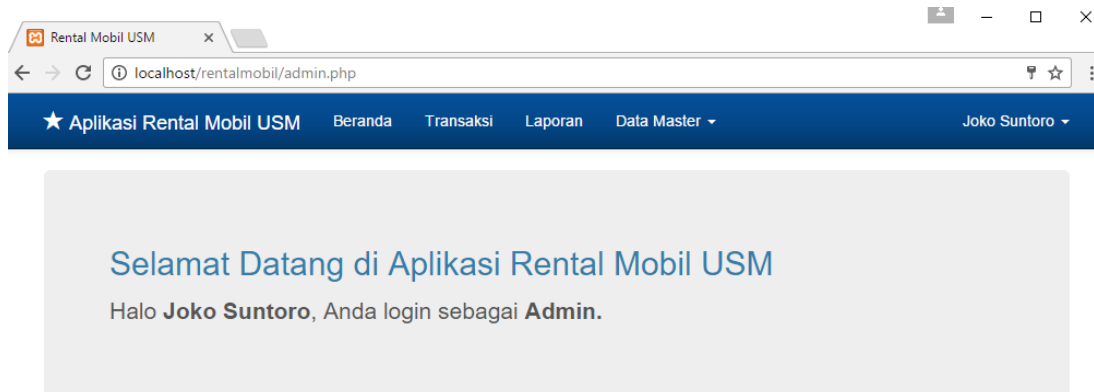 Rental Mobil USM
localhost/rentalmobil/admin.php
Aplikasi Rental Mobil USM Beranda Transaksi Laporan Data Master Joko Suntoro
Selamat Datang di Aplikasi Rental Mobil USM
Halo Joko Suntoro, Anda login sebagai Admin.